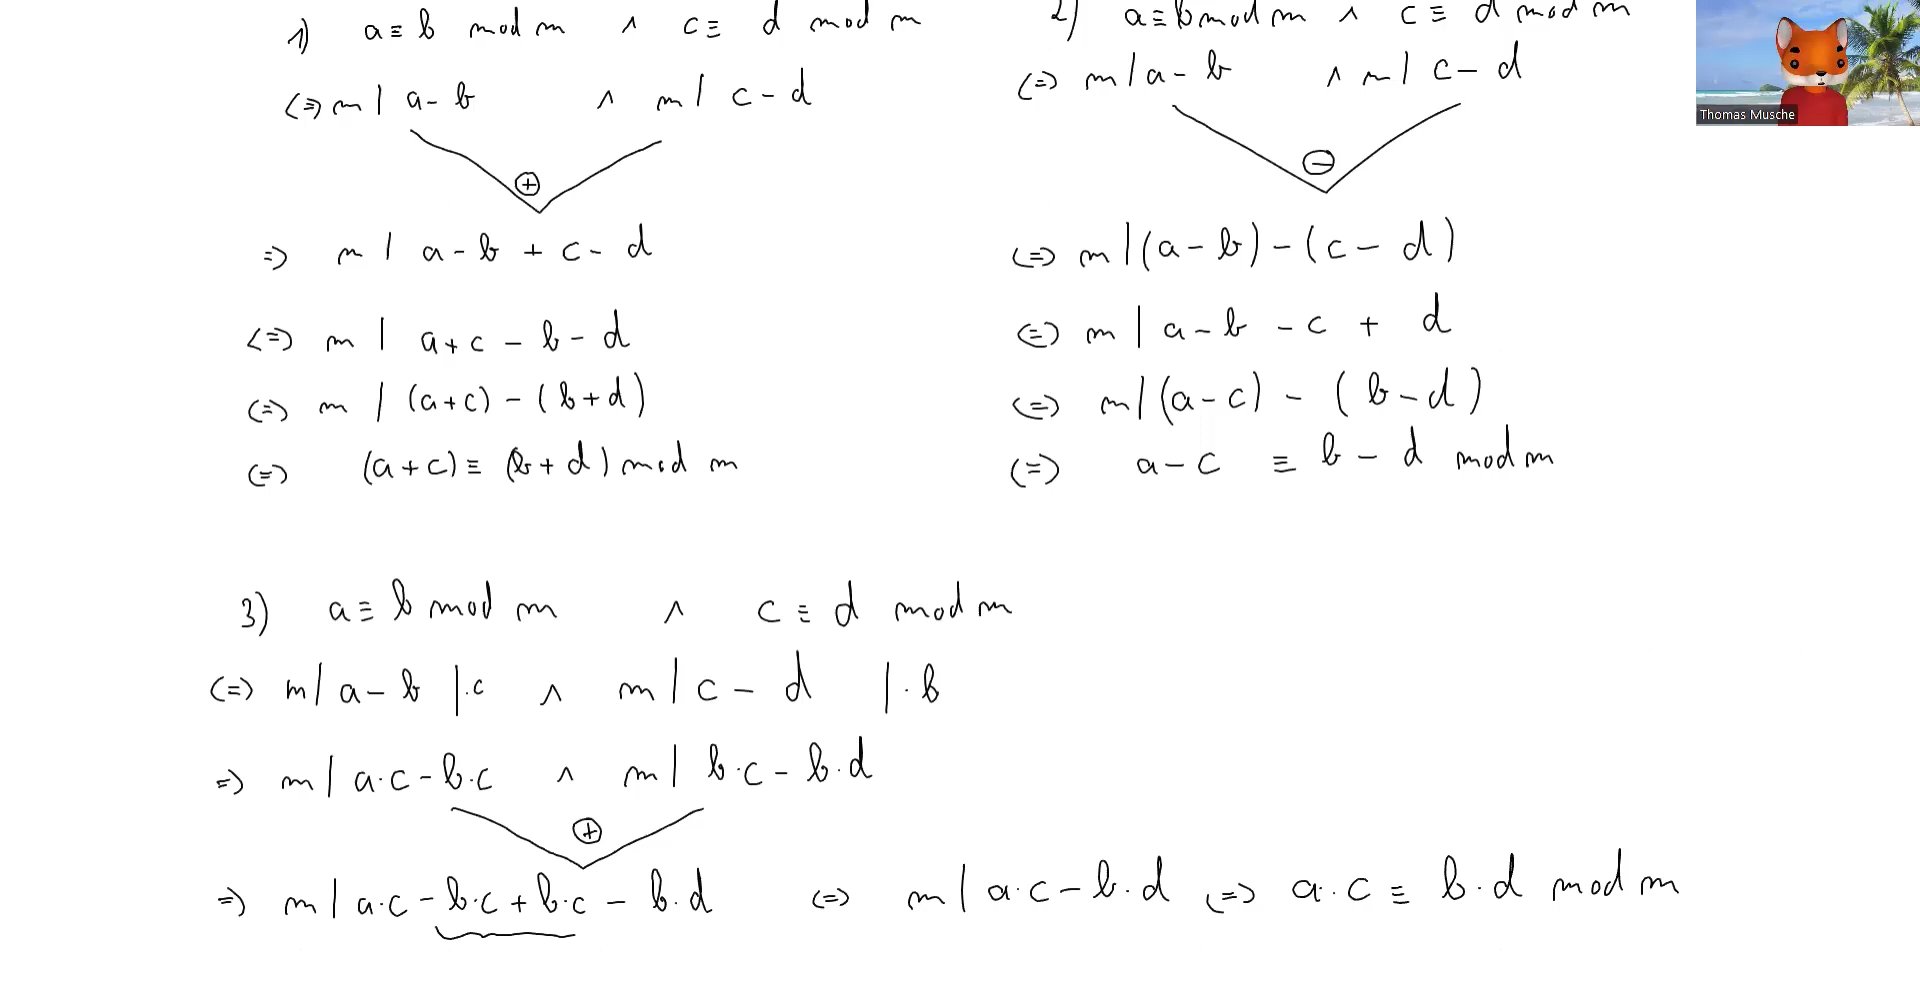 1) a ≡ b mod m ∧ c ≡ d mod m
(=) m | a - b ∧ m | c - d
⊕
=) m | a - b + c - d
(=) m | a + c - b - d
(=) m | (a+c) - (b+d)
(=) (a+c) ≡ (b+d) mod m
2) a ≡ b mod m ∧ c ≡ d mod m
(=) m | a - b ∧ m | c - d
⊖
(=) m | (a - b) - (c - d)
(=) m | a - b - c + d
(=) m | (a - c) - (b - d)
(=) a - c ≡ b - d mod m
3) a ≡ b mod m ∧ c ≡ d mod m
(=) m | a - b |·c ∧ m | c - d |·b
=) m | a·c - b·c ∧ m | b·c - b·d
⊕
=) m | a·c - b·c + b·c - b·d (=) m | a·c - b·d (=) a·c ≡ b·d mod m
Thomas Musche